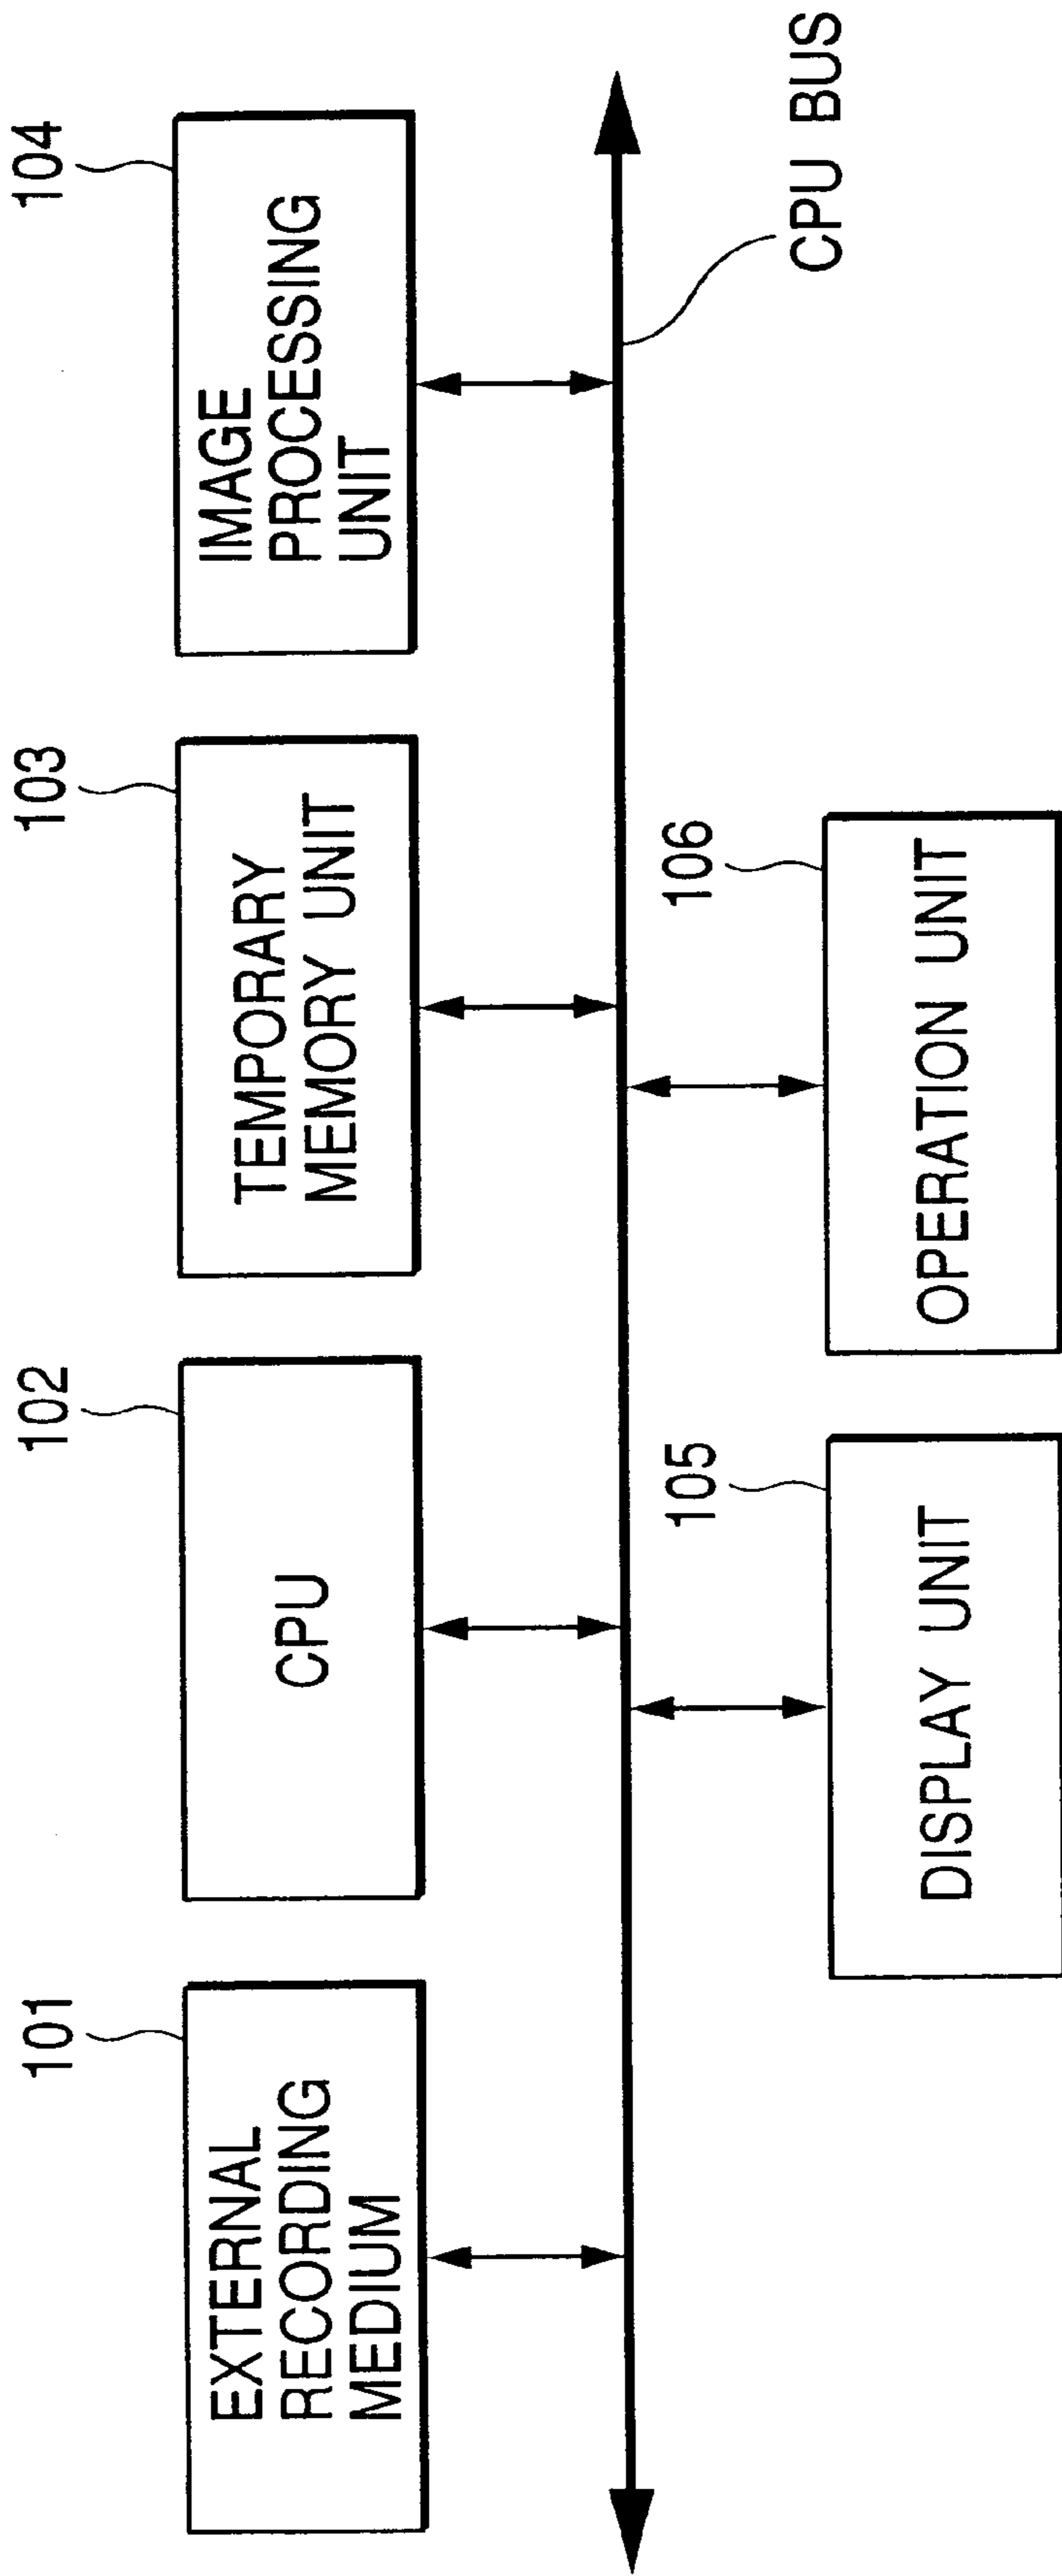 101
EXTERNAL
RECORDING
MEDIUM
102
CPU
103
TEMPORARY
MEMORY UNIT
104
IMAGE
PROCESSING
UNIT
105
DISPLAY UNIT
106
OPERATION UNIT
CPU BUS